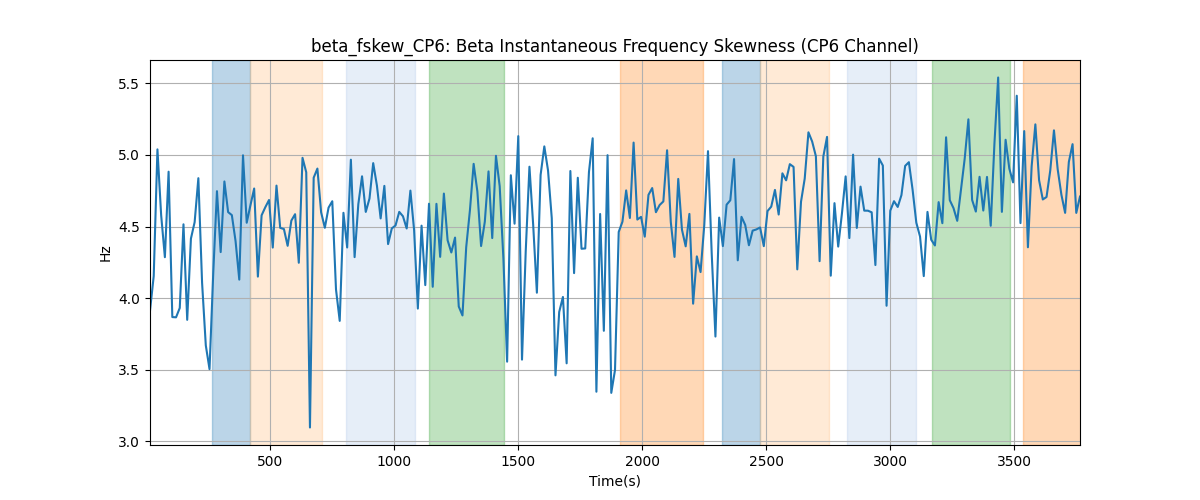 beta_fskew_CP6: Beta Instantaneous Frequency Skewness (CP6 Channel)
Hz
5.5
5.0
4.5
4.0
3.5
3.0
500 1000 1500 2000 2500 3000 3500
Time(s)